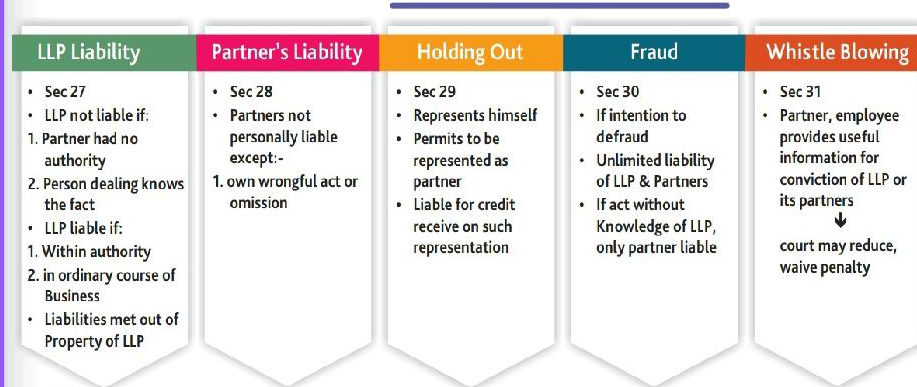 LLP Liability
• Sec 27
• LLP not liable if:
1. Partner had no
authority
2. Person dealing knows
the fact
• LLP liable if:
1. Within authority
2. in ordinary course of
Business
• Liabilities met out of
Property of LLP
Partner's Liability
• Sec 28
• Partners not
personally liable
except:-
1. own wrongful act or
omission
Holding Out
• Sec 29
• Represents himself
• Permits to be
represented as
partner
• Liable for credit
receive on such
representation
Fraud
• Sec 30
• If intention to
defraud
• Unlimited liability
of LLP & Partners
• If act without
Knowledge of LLP,
only partner liable
Whistle Blowing
• Sec 31
• Partner, employee
provides useful
information for
conviction of LLP or
its partners
↓
court may reduce,
waive penalty